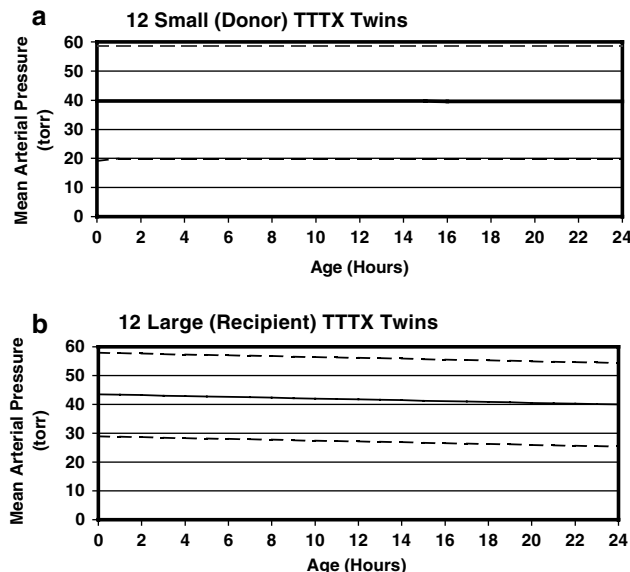 a
12 Small (Donor) TTTX Twins
Mean Arterial Pressure
(torr)
60
50
40
30
20
10
0
0 2 4 6 8 10 12 14 16 18 20 22 24
Age (Hours)
b
12 Large (Recipient) TTTX Twins
Mean Arterial Pressure
(torr)
60
50
40
30
20
10
0
0 2 4 6 8 10 12 14 16 18 20 22 24
Age (Hours)